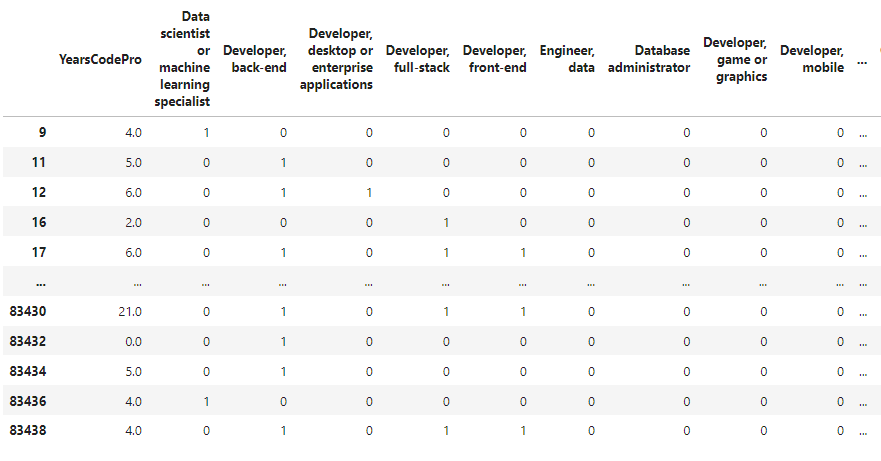 YearsCodePro Data scientist or machine learning specialist Developer, back-end Developer, desktop or enterprise applications Developer, full-stack Developer, front-end Engineer, data Database administrator Developer, game or graphics Developer, mobile ...
9 4.0 1 0 0 0 0 0 0 0 0 ...
11 5.0 0 1 0 0 0 0 0 0 0 ...
12 6.0 0 1 1 0 0 0 0 0 0 ...
16 2.0 0 0 0 1 0 0 0 0 0 ...
17 6.0 0 1 0 1 1 0 0 0 0 ...
... ... ... ... ... ... ... ... ... ... ... ...
83430 21.0 0 1 0 1 1 0 0 0 0 ...
83432 0.0 0 1 0 0 0 0 0 0 0 ...
83434 5.0 0 1 0 0 0 0 0 0 0 ...
83436 4.0 1 0 0 0 0 0 0 0 0 ...
83438 4.0 0 1 0 1 1 0 0 0 0 ...